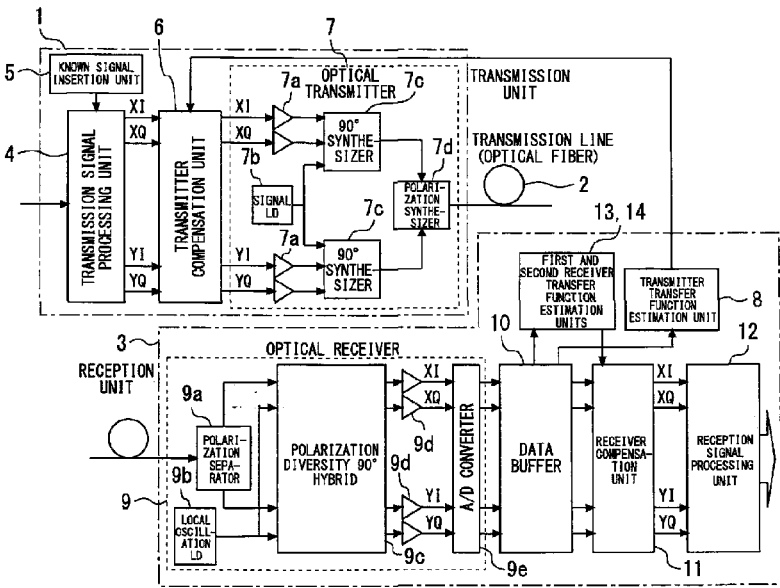 1
6
7
5
KNOWN SIGNAL
INSERTION UNIT
OPTICAL
TRANSMITTER
7a
7c
TRANSMISSION
UNIT
4
TRANSMISSION SIGNAL
PROCESSING UNIT
XI
XQ
YI
YQ
TRANSMITTER
COMPENSATION UNIT
XI
XQ
YI
YQ
7b
SIGNAL
LD
90°
SYNTHE-
SIZER
7c
7a
90°
SYNTHE-
SIZER
7d
POLARI-
ZATION
SYNTHE-
SIZER
TRANSMISSION LINE
(OPTICAL FIBER)
2
13, 14
FIRST AND
SECOND RECEIVER
TRANSFER
FUNCTION
ESTIMATION
UNITS
TRANSMITTER
TRANSFER
FUNCTION
ESTIMATION UNIT
8
3
RECEPTION
UNIT
OPTICAL RECEIVER
9
9a
POLARI-
ZATION
SEPA-
RATOR
9b
LOCAL
OSCILL-
ATION
LD
POLARIZATION
DIVERSITY 90°
HYBRID
9c
XI
XQ
9d
9d
YI
YQ
A/D CONVERTER
9e
10
DATA
BUFFER
RECEIVER
COMPENSATION
UNIT
11
XI
XQ
YI
YQ
12
RECEPTION
SIGNAL
PROCESSING
UNIT